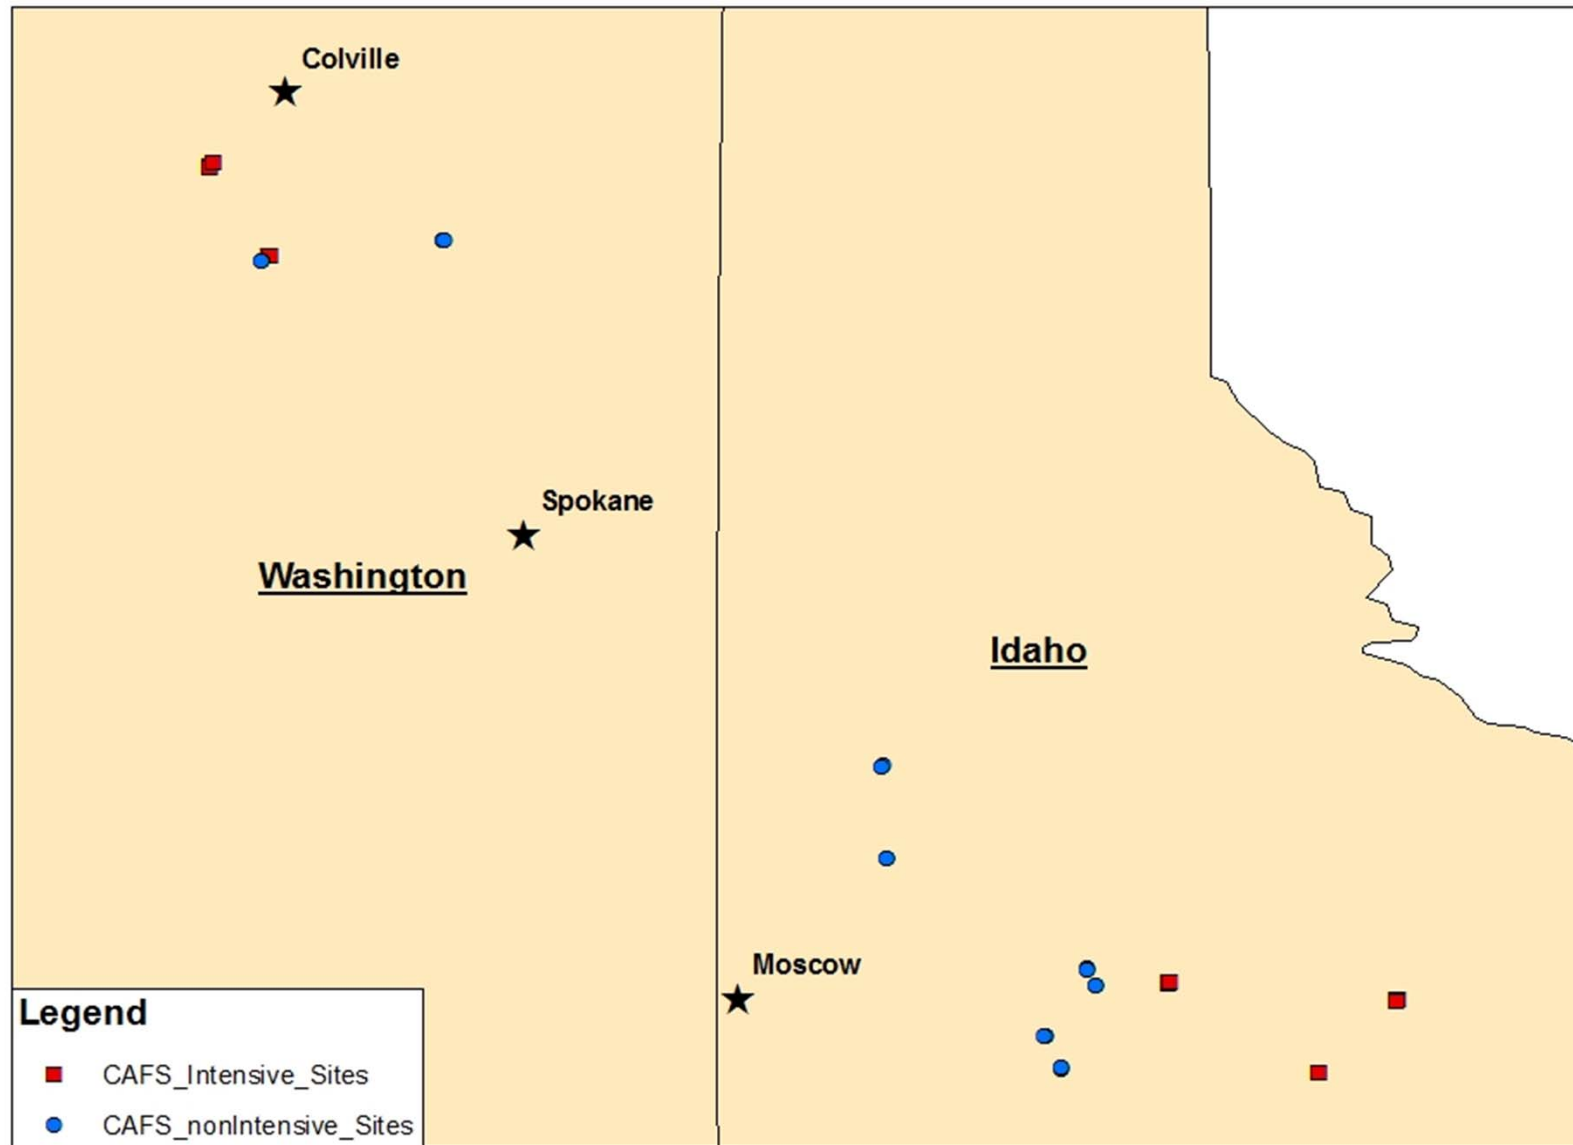 Colville
Spokane
Washington
Idaho
Moscow
Legend
CAFS_Intensive_Sites
CAFS_nonIntensive_Sites